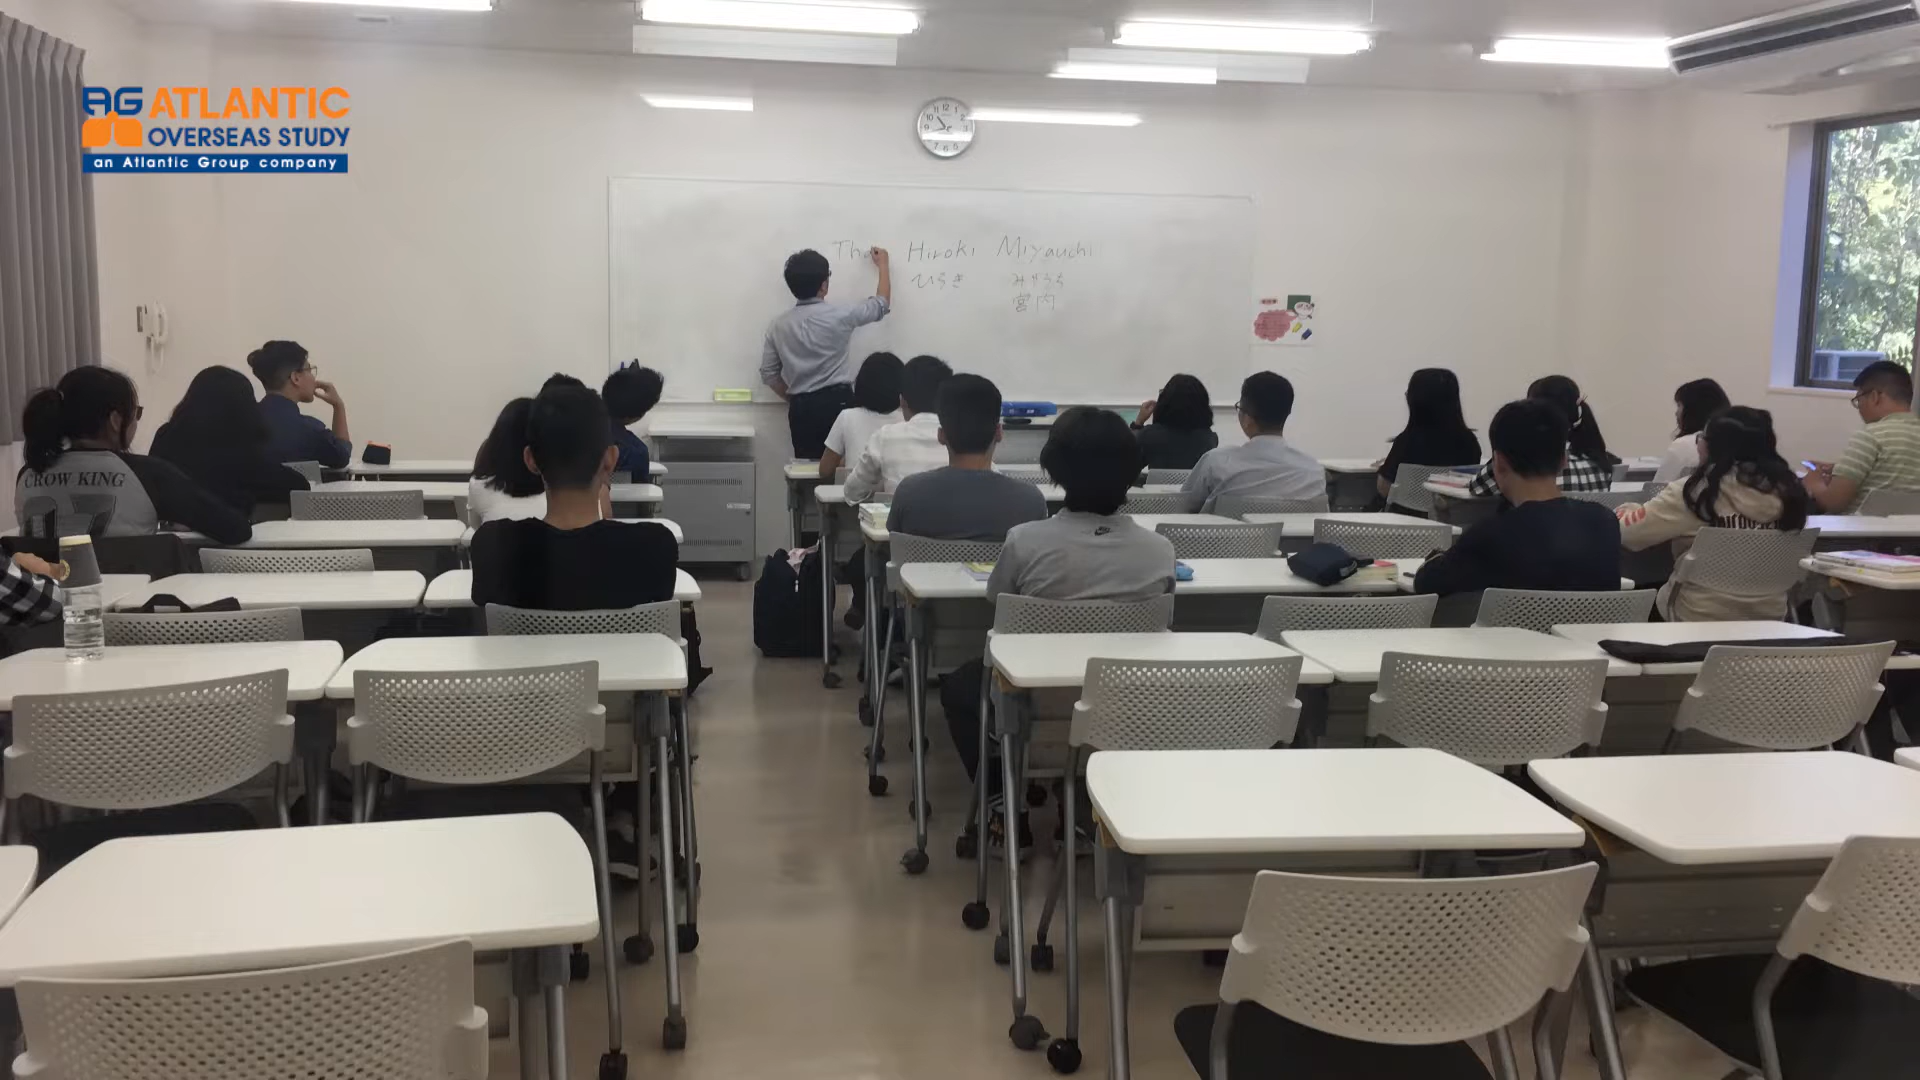 AG ATLANTIC
OVERSEAS STUDY
an Atlantic Group company
Hiroki Miyauchi
ひろき みやうち
宮内
CROW KING
07